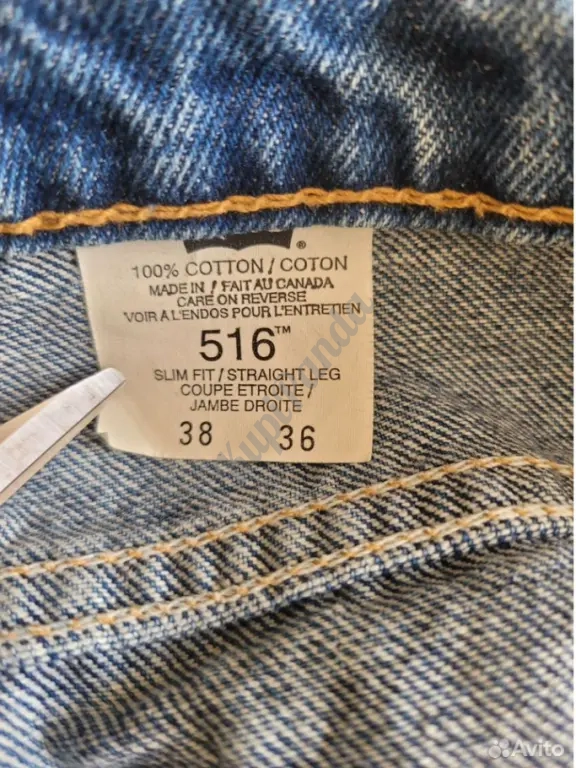 ®
100% COTTON / COTON
MADE IN / FAIT AU CANADA
CARE ON REVERSE
VOIR A L'ENDOS POUR L'ENTRETIEN
516™
SLIM FIT / STRAIGHT LEG
COUPE ETROITE /
JAMBE DROITE
38 36
Kupipanda
Avito